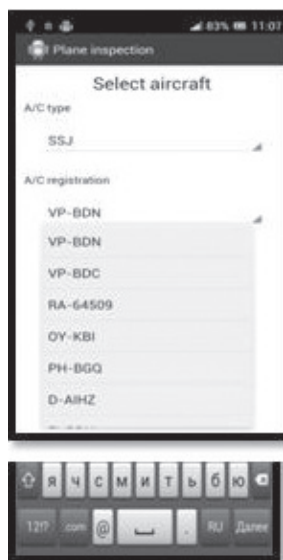 83% 11:07
Plane inspection
Select aircraft
A/C type
SSJ
A/C registration
VP-BDN
VP-BDN
VP-BDC
RA-64509
OY-KBI
PH-BGQ
D-AIHZ
я ч с м и т ь б ю
12!? .com @ . RU Далее